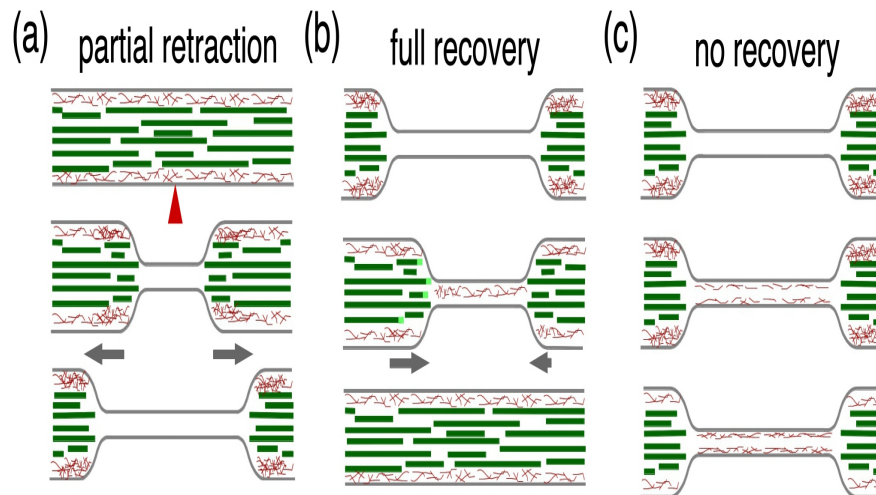 (a) partial retraction
(b) full recovery
(c) no recovery